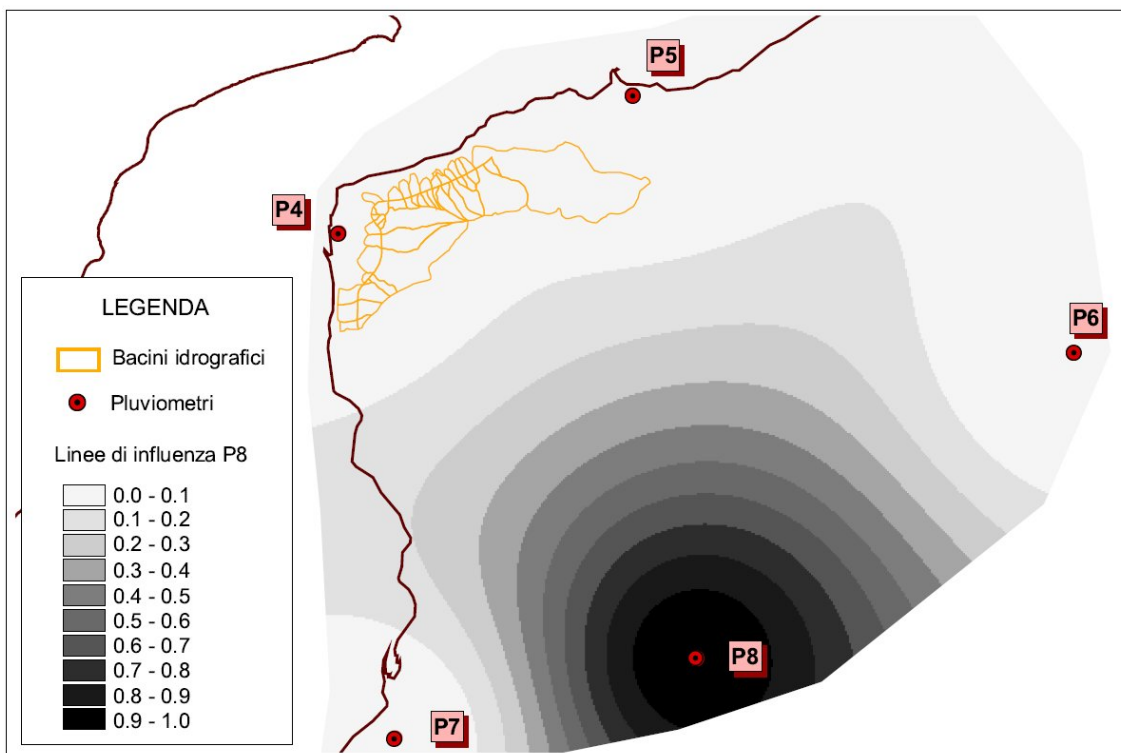 P5
P4
P6
P8
P7
LEGENDA
Bacini idrografici
Pluviometri
Linee di influenza P8
0.0 - 0.1
0.1 - 0.2
0.2 - 0.3
0.3 - 0.4
0.4 - 0.5
0.5 - 0.6
0.6 - 0.7
0.7 - 0.8
0.8 - 0.9
0.9 - 1.0